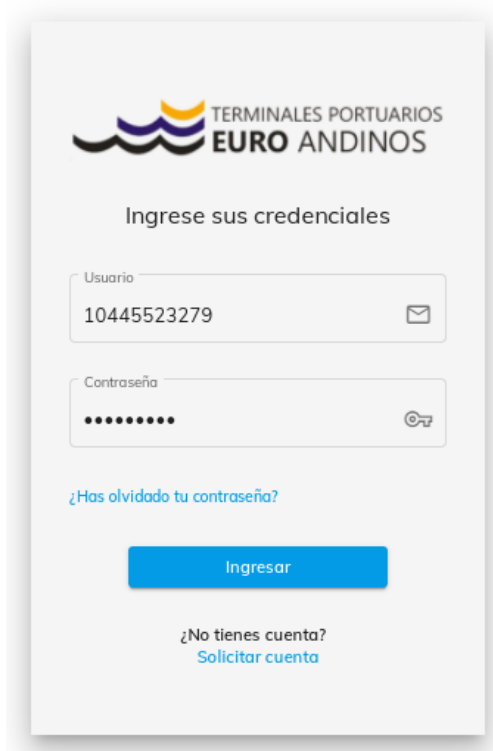 TERMINALES PORTUARIOS
EURO ANDINOS
Ingrese sus credenciales
Usuario
10445523279
Contraseña
•••••••••
¿Has olvidado tu contraseña?
Ingresar
¿No tienes cuenta?
Solicitar cuenta